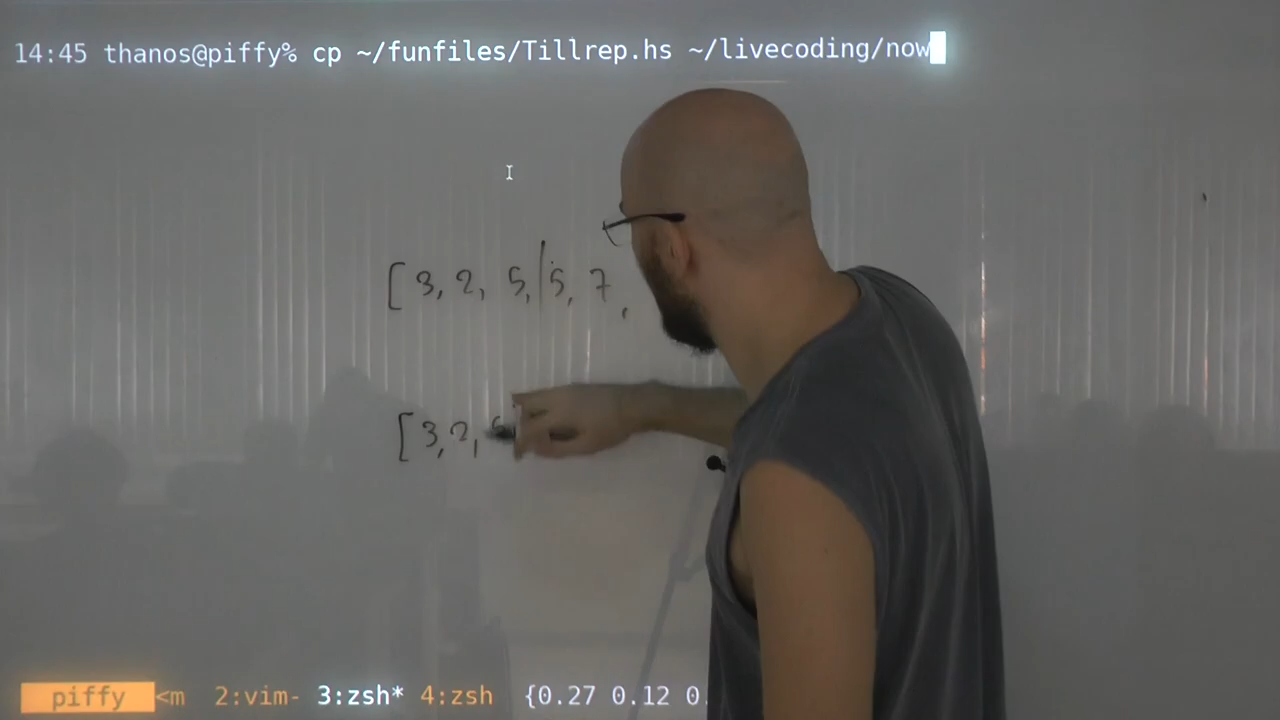 14:45 thanos@piffy% cp ~/funfiles/Tillrep.hs ~/livecoding/now
[ 3, 2, 5, | 5, 7,
[ 3, 2,
piffy <m 2:vim- 3:zsh* 4:zsh {0.27 0.12 0.